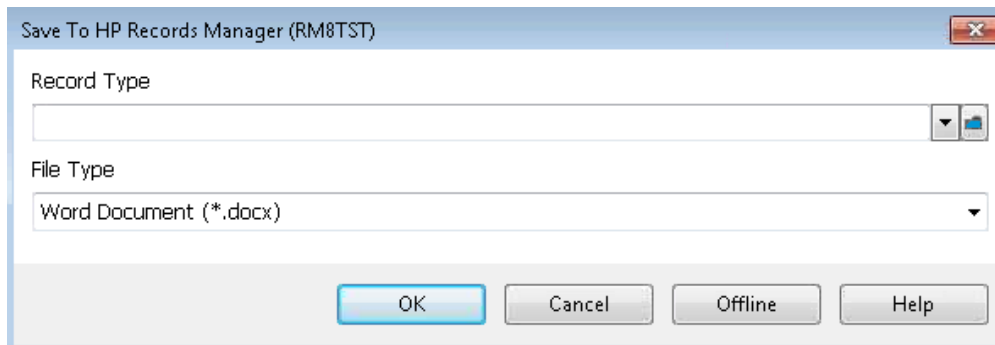 Save To HP Records Manager (RM8TST)
Record Type
File Type
Word Document (*.docx)
OK Cancel Offline Help